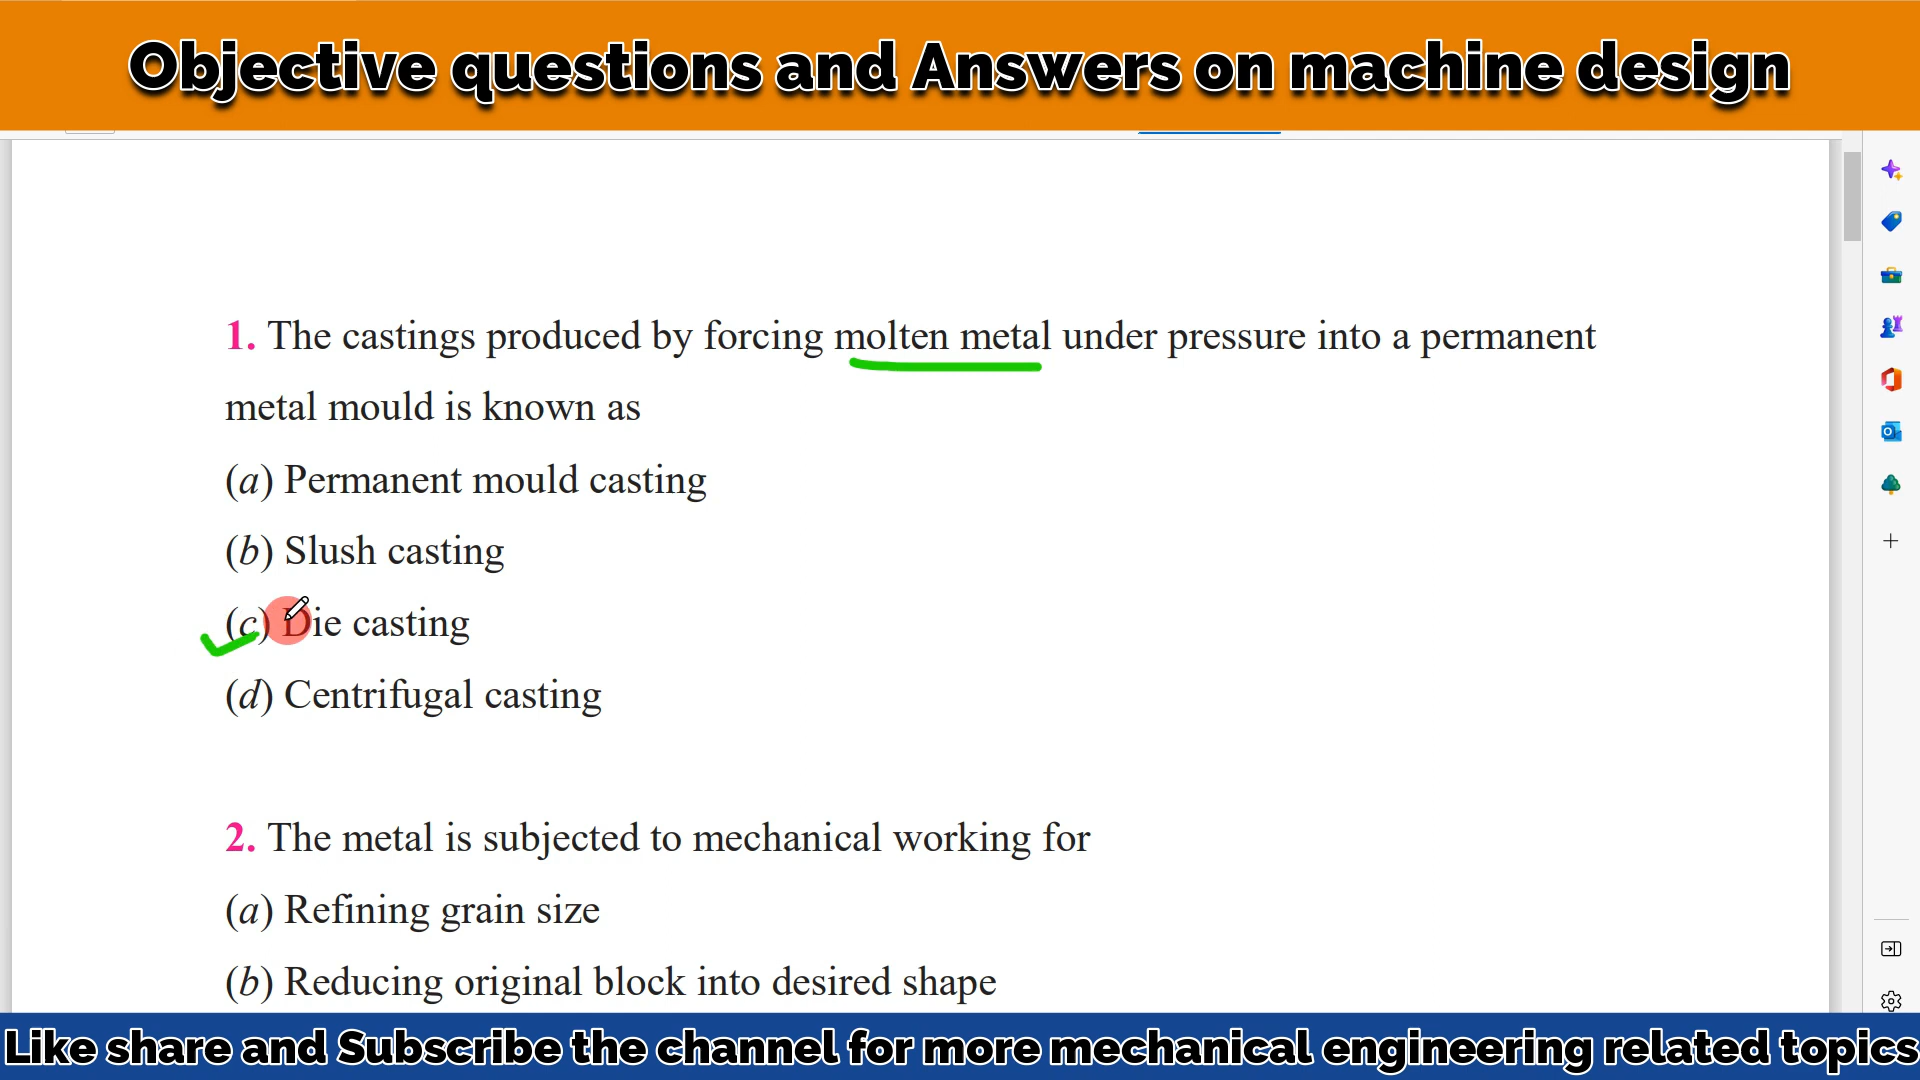 Objective questions and Answers on machine design
1. The castings produced by forcing molten metal under pressure into a permanent
metal mould is known as
(a) Permanent mould casting
(b) Slush casting
(c) Die casting
(d) Centrifugal casting
2. The metal is subjected to mechanical working for
(a) Refining grain size
(b) Reducing original block into desired shape
Like share and Subscribe the channel for more mechanical engineering related topics